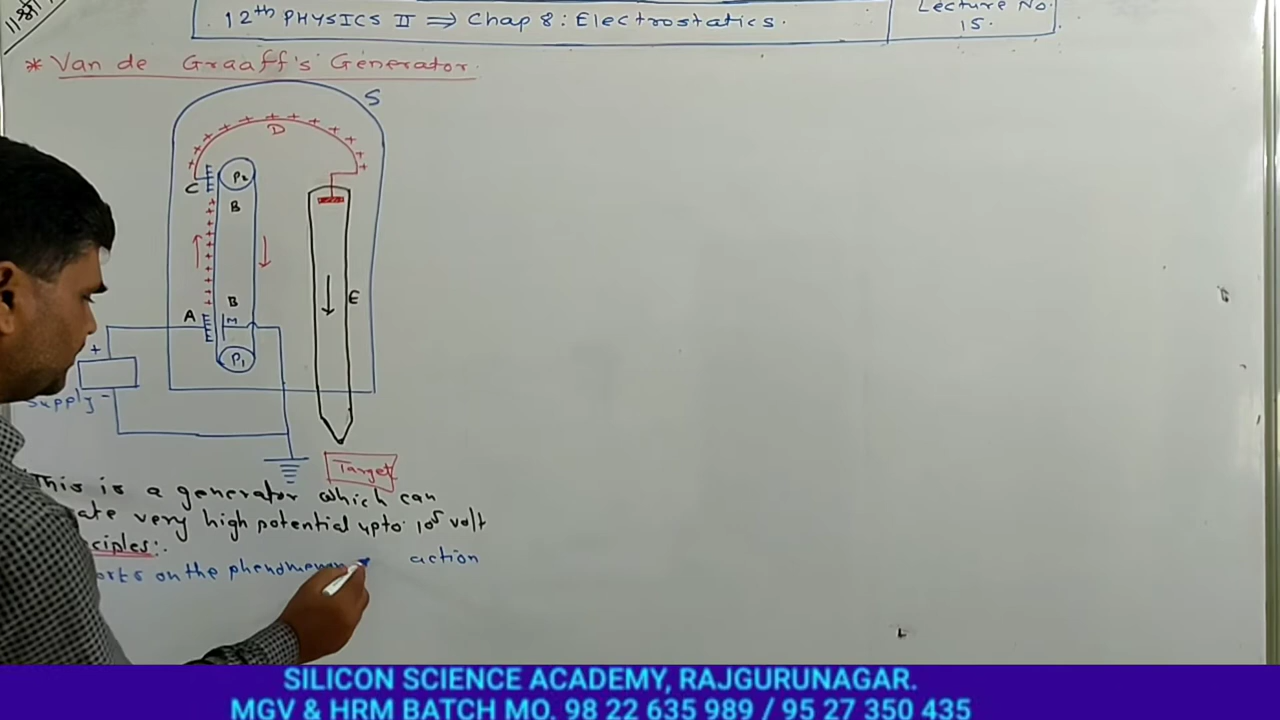 ॥श्री॥
12th PHYSICS II ⇒ Chap 8: Electrostatics.
Lecture No. 15.
* Van de Graaff's Generator.
S
+ + + + + + + + + + + +
D
C
P2
B
+ + + + + + + + +
E
B
A
M
+
P1
Supply -
Target
This is a generator which can
ate very high potential upto 10⁵ volt
ciples:
orks on the phenomenon action
SILICON SCIENCE ACADEMY, RAJGURUNAGAR.
MGV & HRM BATCH MO. 98 22 635 989 / 95 27 350 435